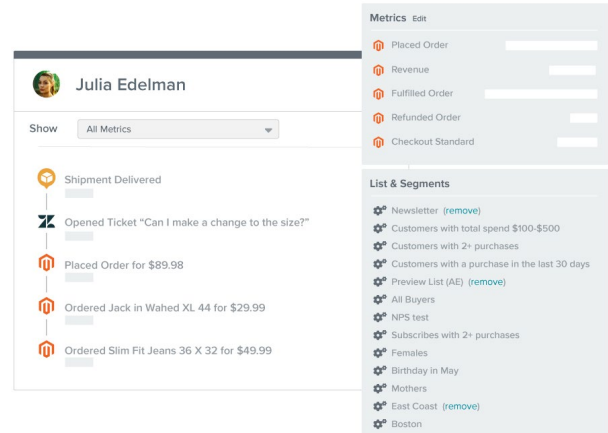 Julia Edelman
Show All Metrics
Shipment Delivered
Opened Ticket “Can I make a change to the size?”
Placed Order for $89.98
Ordered Jack in Wahed XL 44 for $29.99
Ordered Slim Fit Jeans 36 X 32 for $49.99
Metrics Edit
Placed Order
Revenue
Fulfilled Order
Refunded Order
Checkout Standard
List & Segments
Newsletter (remove)
Customers with total spend $100-$500
Customers with 2+ purchases
Customers with a purchase in the last 30 days
Preview List (AE) (remove)
All Buyers
NPS test
Subscribes with 2+ purchases
Females
Birthday in May
Mothers
East Coast (remove)
Boston